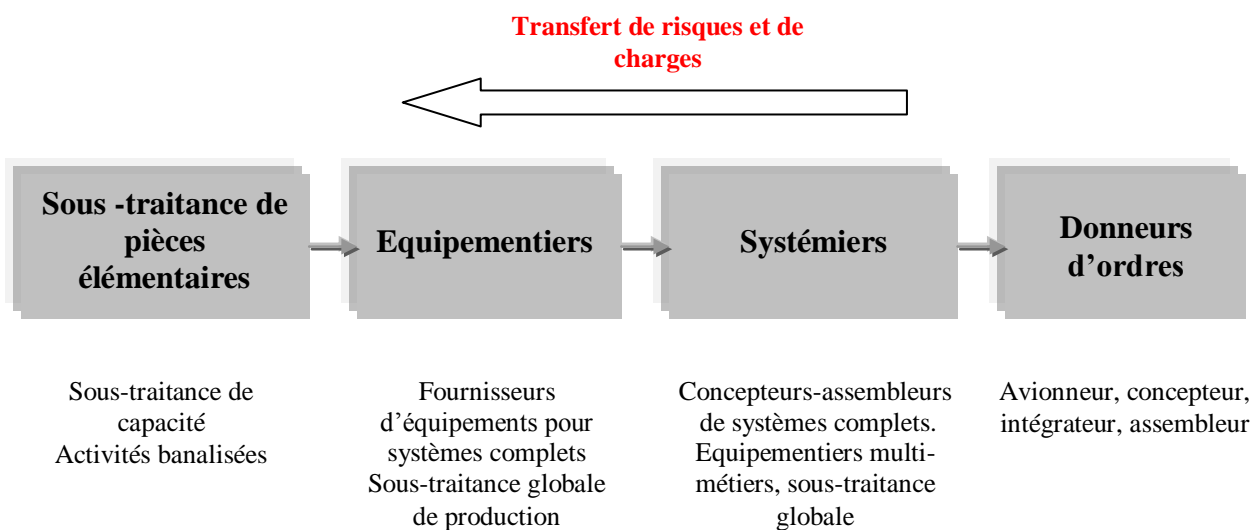 Transfert de risques et de
charges
Sous -traitance de
pièces
élémentaires
Equipementiers
Systémiers
Donneurs
d’ordres
Sous-traitance de
capacité
Activités banalisées
Fournisseurs
d’équipements pour
systèmes complets
Sous-traitance globale
de production
Concepteurs-assembleurs
de systèmes complets.
Equipementiers multi-
métiers, sous-traitance
globale
Avionneur, concepteur,
intégrateur, assembleur